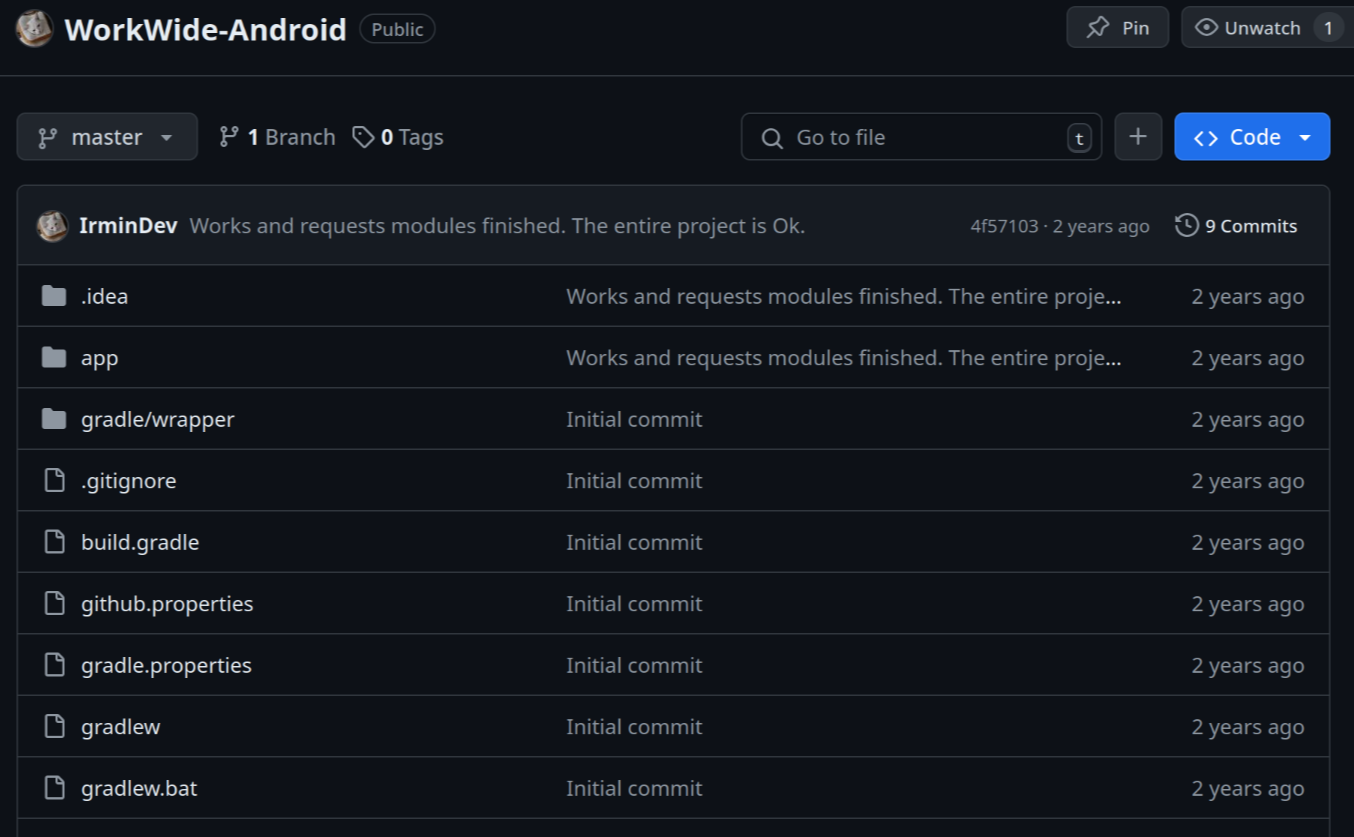 WorkWide-Android Public Pin Unwatch 1
master 1 Branch 0 Tags Go to file t Code
IrminDev Works and requests modules finished. The entire project is Ok. 4f57103 · 2 years ago 9 Commits
.idea Works and requests modules finished. The entire proje... 2 years ago
app Works and requests modules finished. The entire proje... 2 years ago
gradle/wrapper Initial commit 2 years ago
.gitignore Initial commit 2 years ago
build.gradle Initial commit 2 years ago
github.properties Initial commit 2 years ago
gradle.properties Initial commit 2 years ago
gradlew Initial commit 2 years ago
gradlew.bat Initial commit 2 years ago